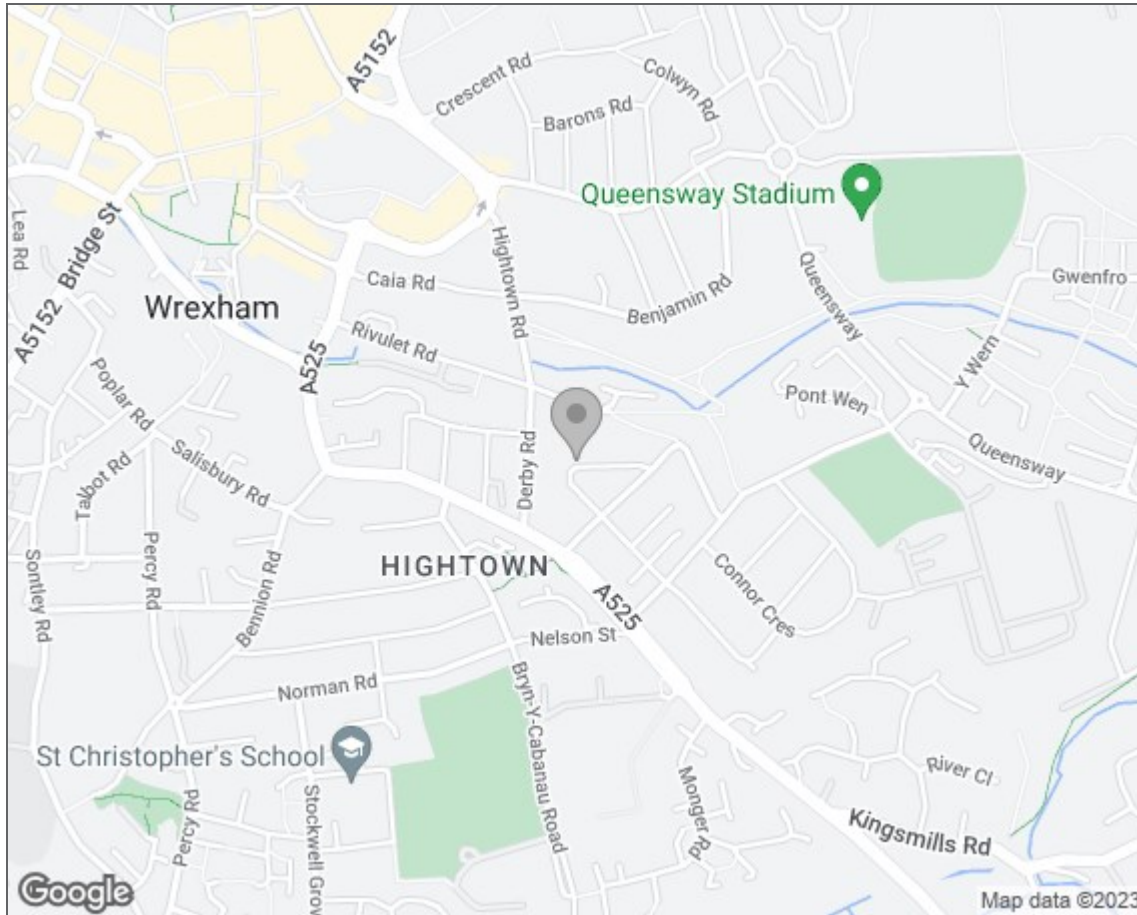 A5152
Crescent Rd
Colwyn Rd
Barons Rd
Queensway Stadium
Lea Rd
A5152 Bridge St
Hightown Rd
Caia Rd
Queensway
Gwenfro
Wrexham
Benjamin Rd
Rivulet Rd
A525
Y Wern
Poplar Rd
Pont Wen
Salisbury Rd
Talbot Rd
Derby Rd
Queensway
Percy Rd
Sontley Rd
Bennion Rd
HIGHTOWN
Connor Cres
A525
Nelson St
Norman Rd
Bryn-Y-Cabanau Road
St Christopher's School
River Cl
Monger Rd
Percy Rd
Stockwell Grov
Kingsmills Rd
Google
Map data ©2023